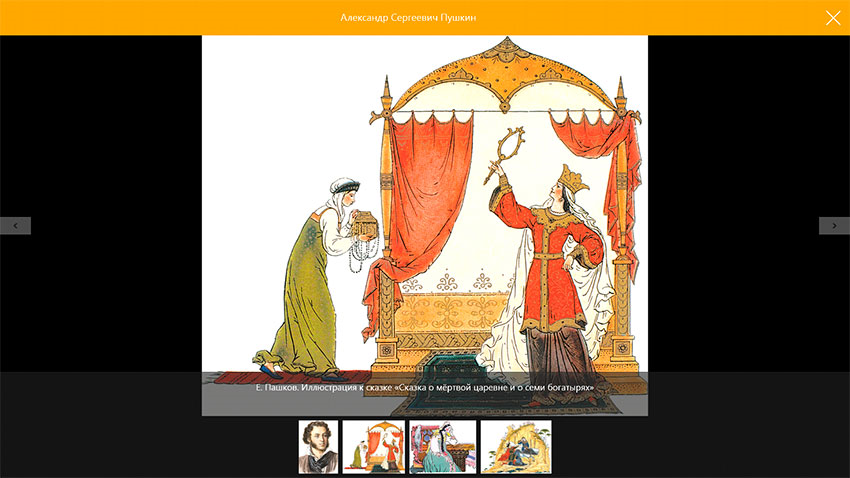 Александр Сергеевич Пушкин
Е. Пашков. Иллюстрация к сказке «Сказка о мёртвой царевне и о семи богатырях»